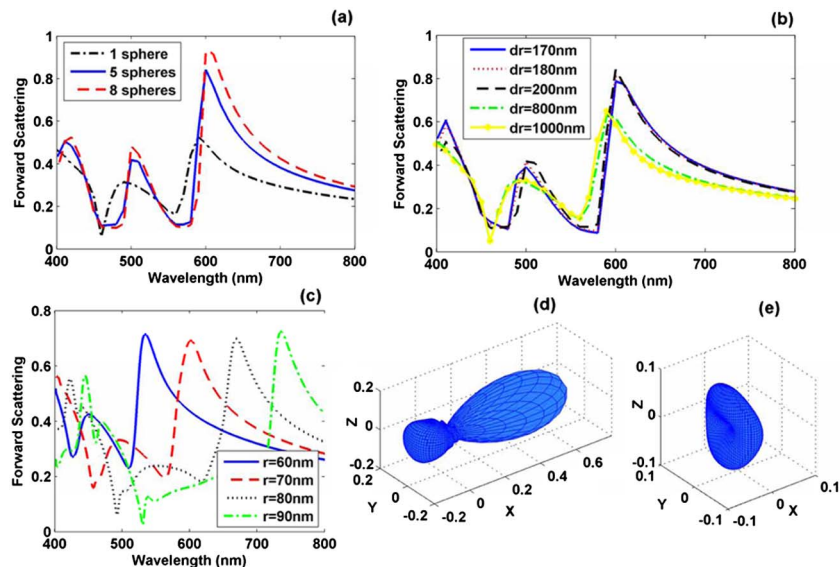 (a)
1 sphere
5 spheres
8 spheres
Forward Scattering
1
0.8
0.6
0.4
0.2
0
400 500 600 700 800
Wavelength (nm)
(b)
dr=170nm
dr=180nm
dr=200nm
dr=800nm
dr=1000nm
Forward Scattering
1
0.8
0.6
0.4
0.2
0
400 500 600 700 800
Wavelength (nm)
(c)
Forward Scattering
0.8
0.6
0.4
0.2
0
r=60nm
r=70nm
r=80nm
r=90nm
400 500 600 700 800
Wavelength (nm)
(d)
Z
0.2
0
-0.2
0.2
Y
0
-0.2
-0.2
0
0.2
0.4
0.6
X
(e)
Z
0.1
0
-0.1
0.1
Y
0
-0.1
-0.1
0
0.1
X